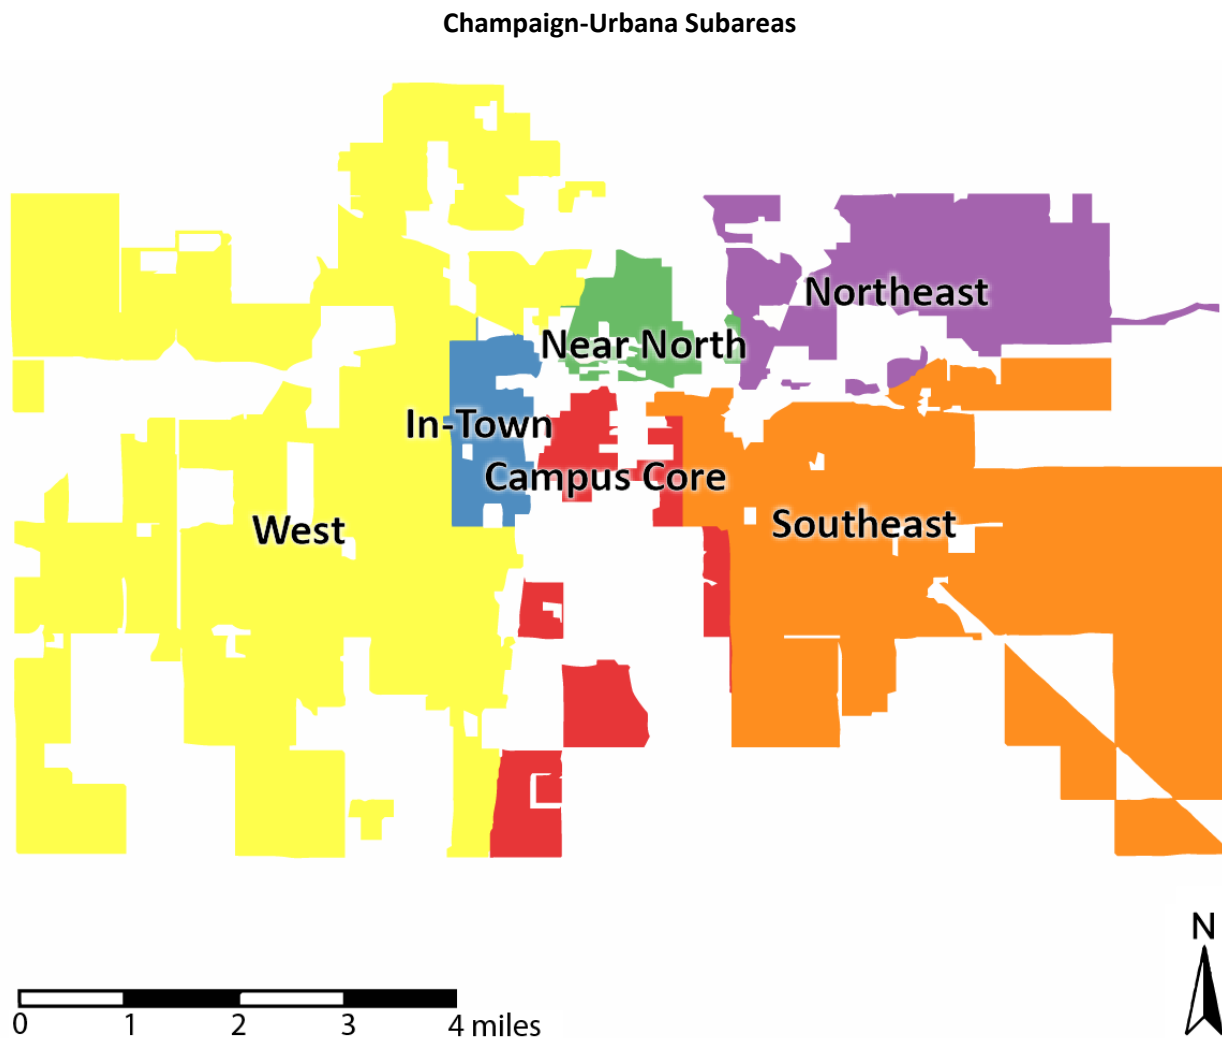 Champaign-Urbana Subareas
Northeast
Near North
In-Town
Campus Core
West
Southeast
N
0 1 2 3 4 miles